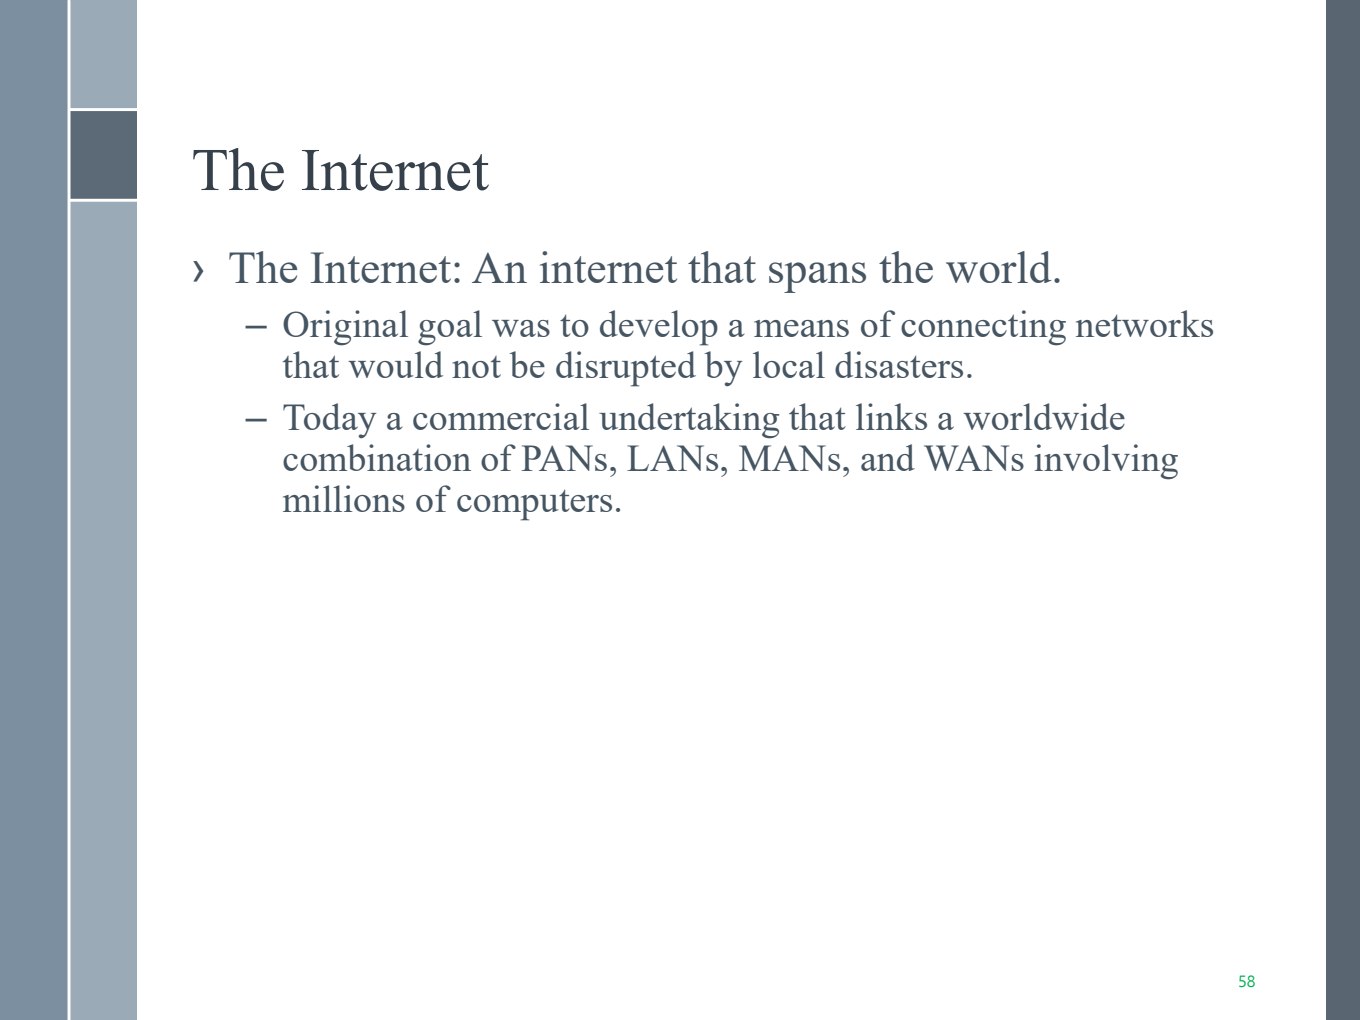 The Internet
› The Internet: An internet that spans the world.
– Original goal was to develop a means of connecting networks
that would not be disrupted by local disasters.
– Today a commercial undertaking that links a worldwide
combination of PANs, LANs, MANs, and WANs involving
millions of computers.
58